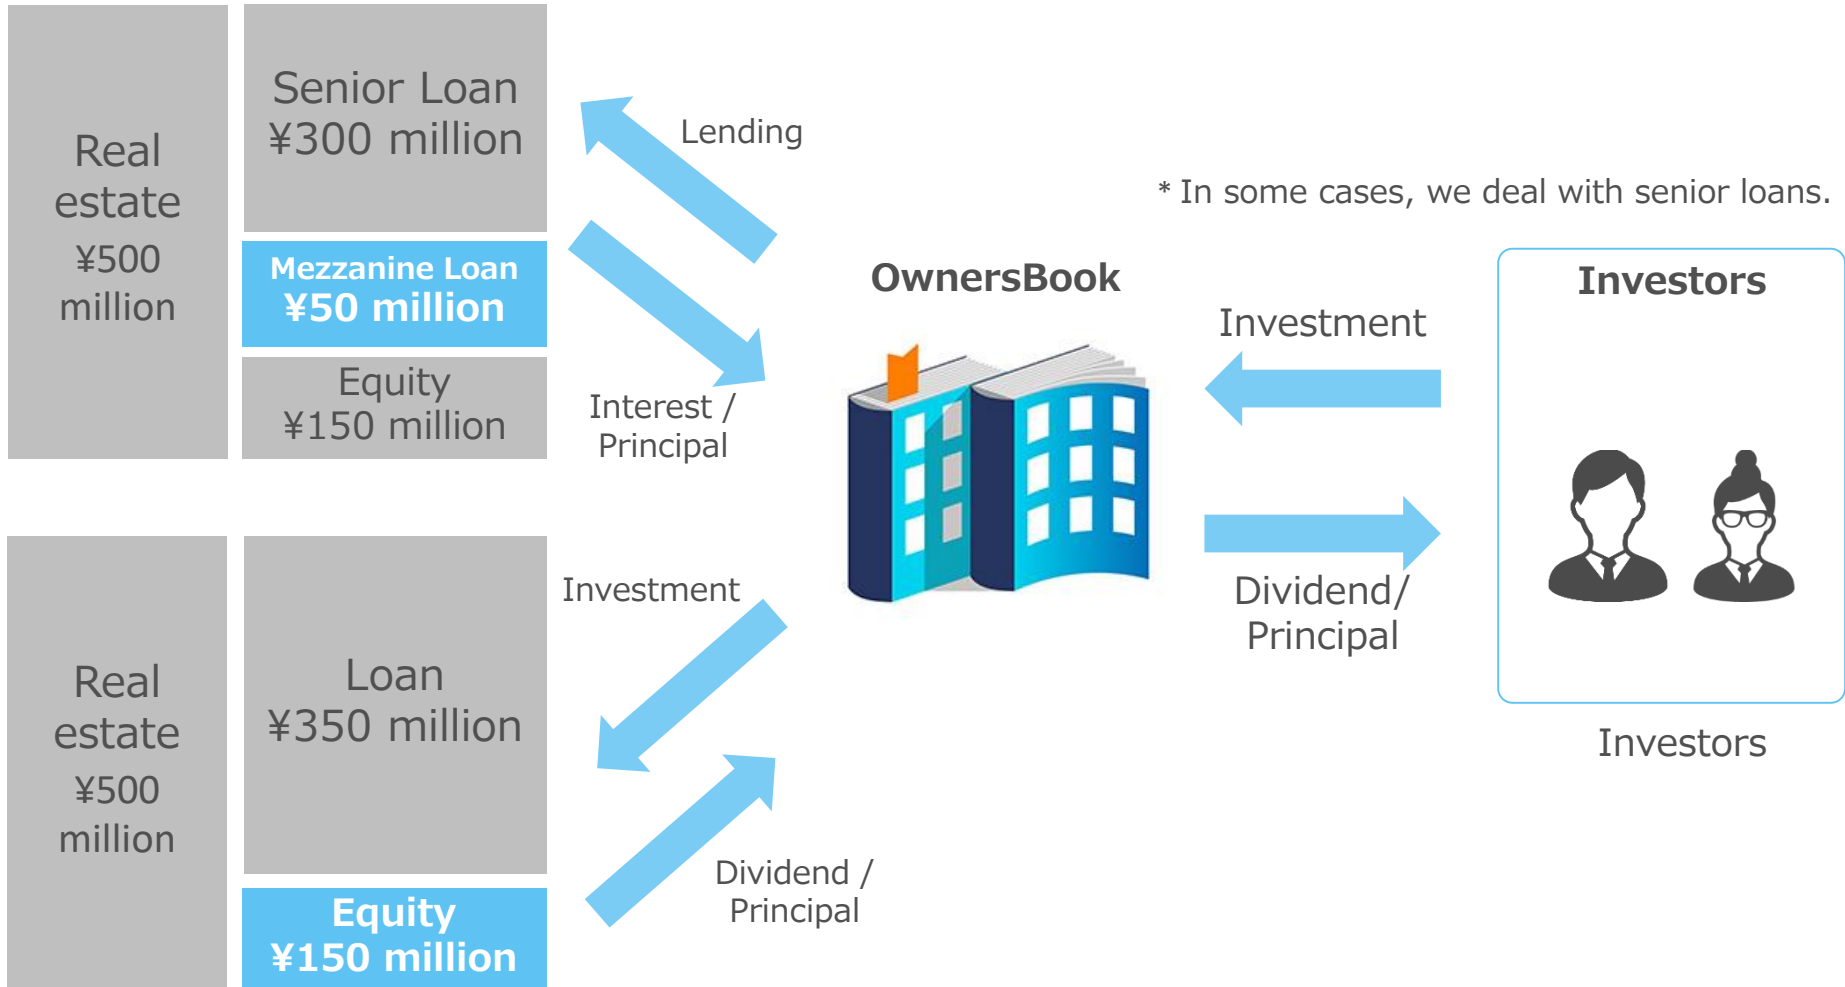 Real
estate
¥500
million
Senior Loan
¥300 million
Mezzanine Loan
¥50 million
Equity
¥150 million
Lending
Interest /
Principal
* In some cases, we deal with senior loans.
OwnersBook
Investment
Dividend/
Principal
Investors
Investors
Real
estate
¥500
million
Loan
¥350 million
Equity
¥150 million
Investment
Dividend /
Principal